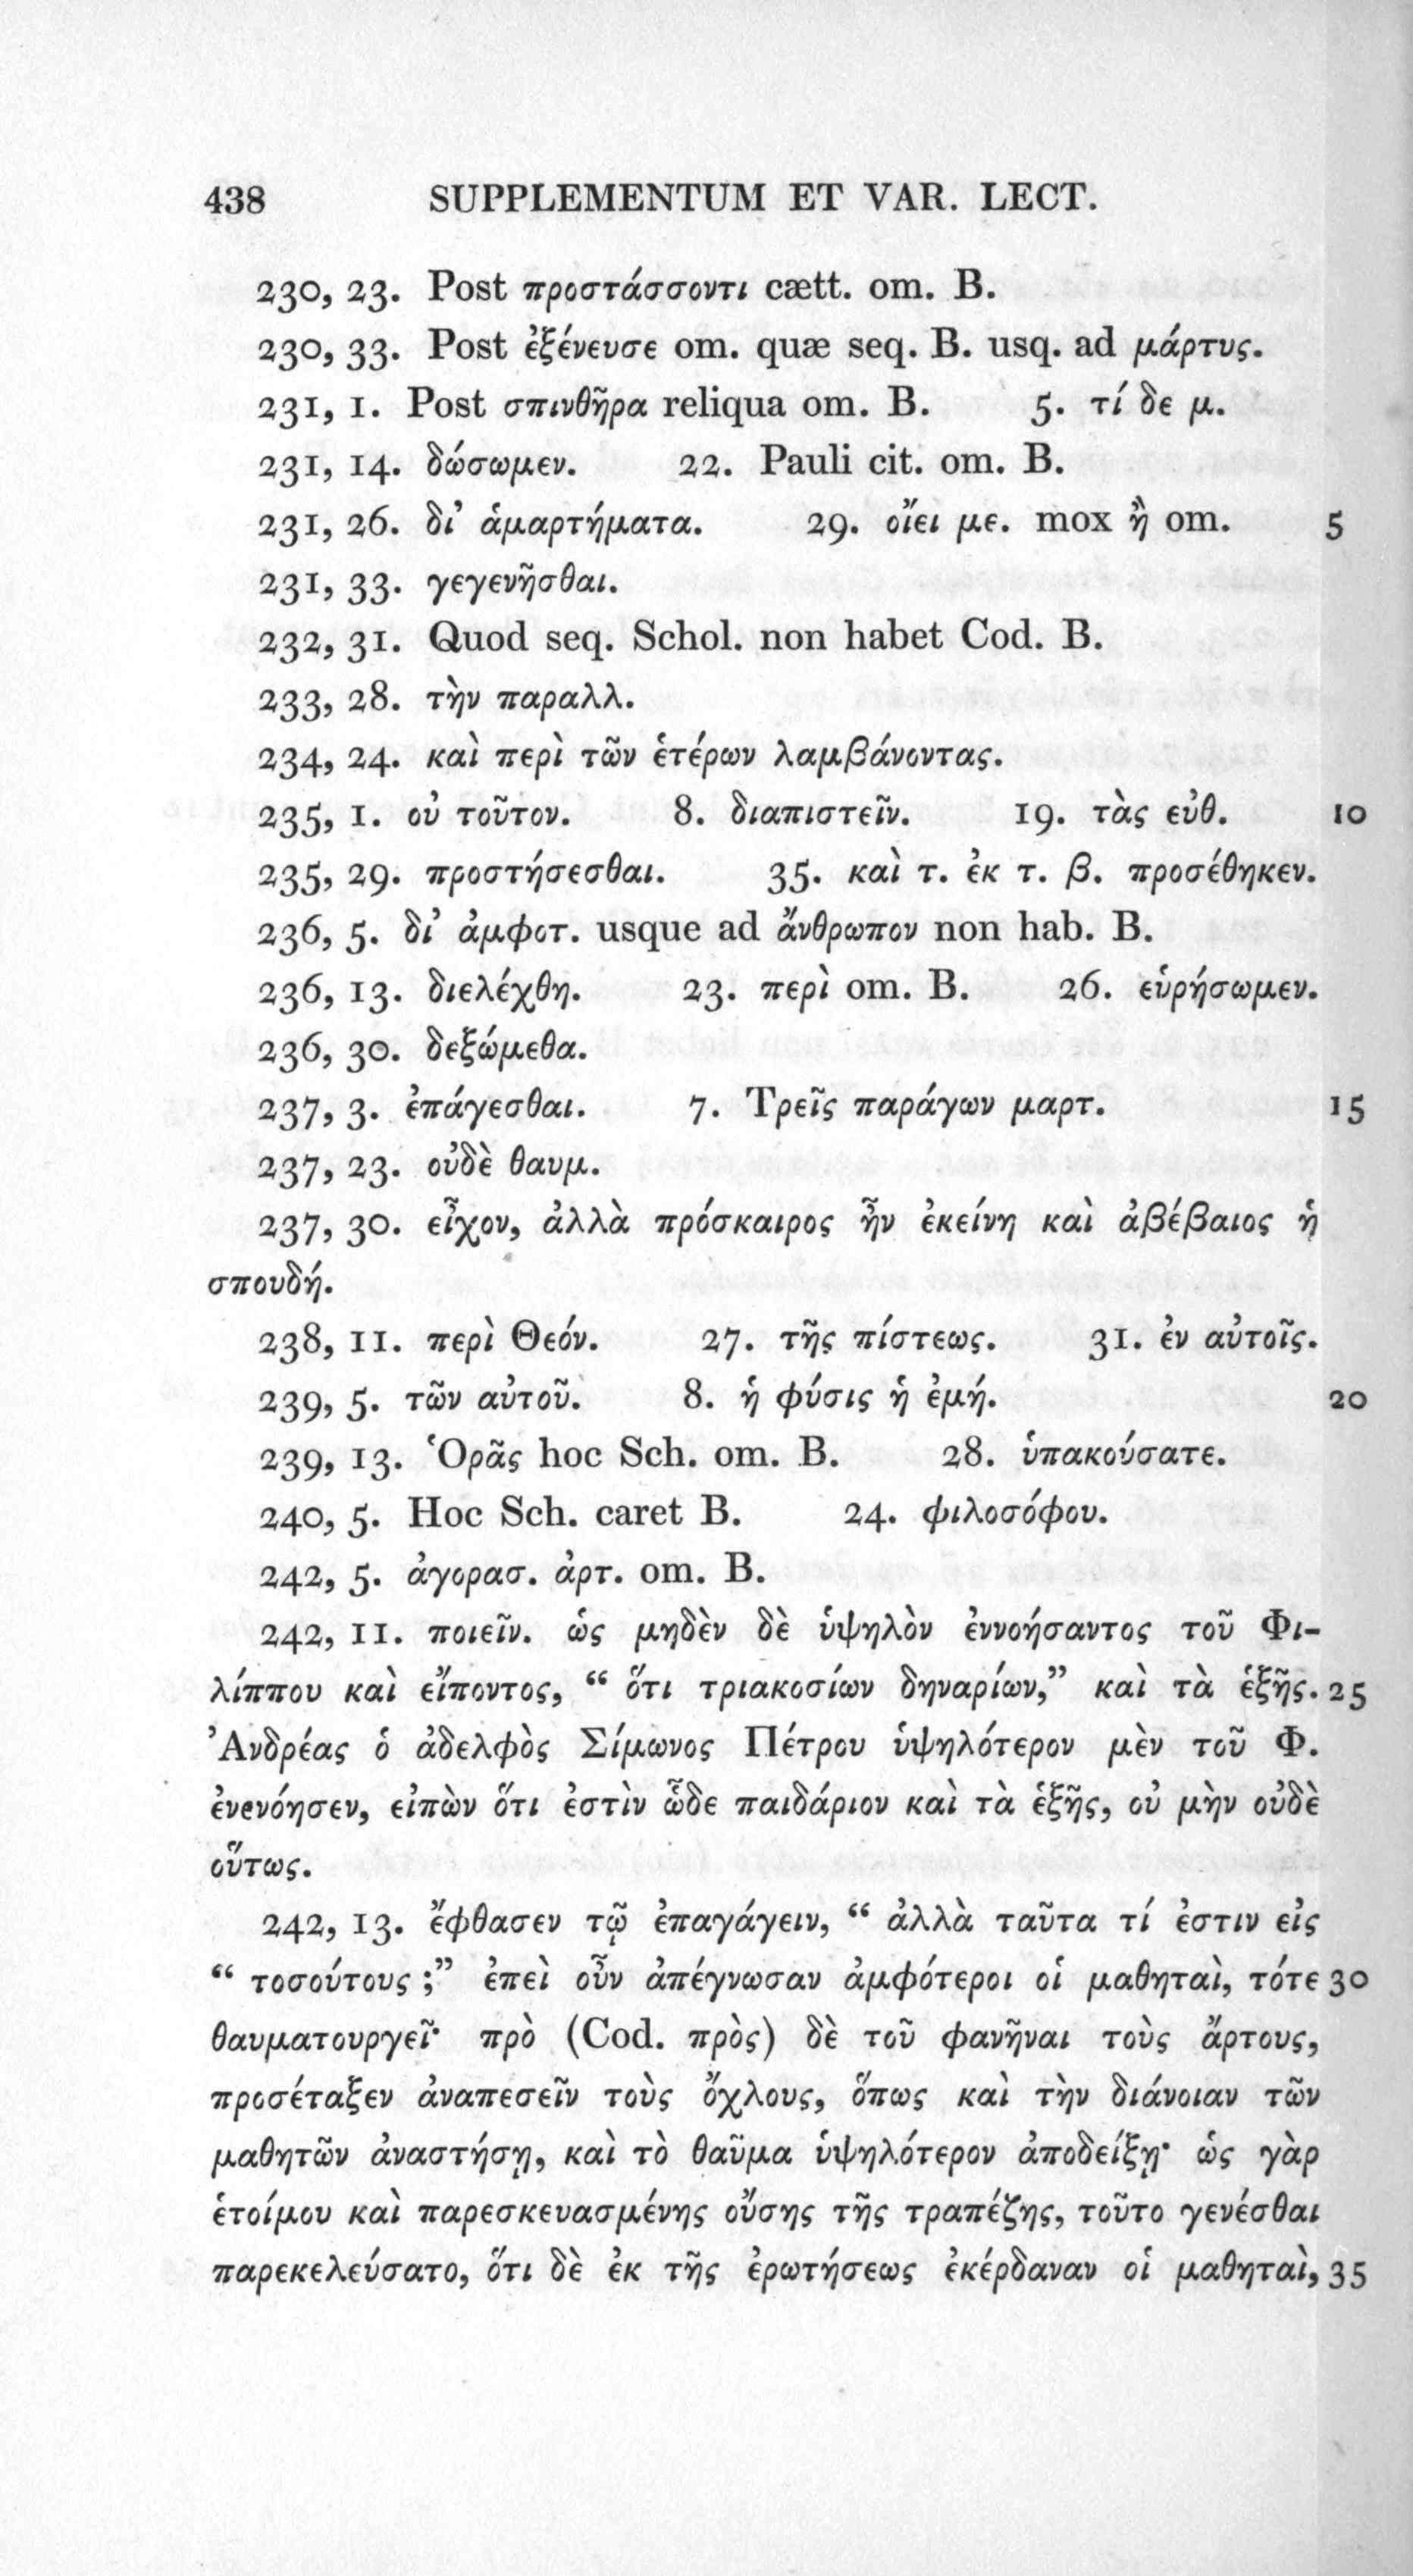 438 SUPPLEMENTUM ET VAR. LECT.
230, 23. Post προστάσσοντι cætt. om. B.
230, 33. Post ἐξένευσε om. quæ seq. B. usq. ad μάρτυς.
231, 1. Post σπινθῆρα reliqua om. B. 5. τί δε μ.
231, 14. δώσωμεν. 22. Pauli cit. om. B.
231, 26. δι’ ἁμαρτήματα. 29. οἴει με. mox ἢ om. 5
231, 33. γεγενῆσθαι.
232, 31. Quod seq. Schol. non habet Cod. B.
233, 28. τὴν παραλλ.
234, 24. καὶ περὶ τῶν ἑτέρων λαμβάνοντας.
235, 1. οὐ τοῦτον. 8. διαπιστεῖν. 19. τὰς εὐθ. 10
235, 29. προστήσεσθαι. 35. καὶ τ. ἐκ τ. β. προσέθηκεν.
236, 5. δι’ ἀμφοτ. usque ad ἄνθρωπον non hab. B.
236, 13. διελέχθη. 23. περὶ om. B. 26. εὑρήσωμεν.
236, 30. δεξώμεθα.
237, 3. ἐπάγεσθαι. 7. Τρεῖς παράγων μαρτ. 15
237, 23. οὐδὲ θαυμ.
237, 30. εἶχον, ἀλλὰ πρόσκαιρος ἦν ἐκείνη καὶ ἀβέβαιος ἡ
σπουδή.
238, 11. περὶ Θεόν. 27. τῆς πίστεως. 31. ἐν αὐτοῖς.
239, 5. τῶν αὐτοῦ. 8. ἡ φύσις ἡ ἐμή. 20
239, 13. Ὁρᾶς hoc Sch. om. B. 28. ὑπακούσατε.
240, 5. Hoc Sch. caret B. 24. φιλοσόφου.
242, 5. ἀγορασ. ἀρτ. om. B.
242, 11. ποιεῖν. ὡς μηδὲν δὲ ὑψηλὸν ἐννοήσαντος τοῦ Φι-
λίππου καὶ εἴποντος, “ ὅτι τριακοσίων δηναρίων,” καὶ τὰ ἑξῆς. 25
Ἀνδρέας ὁ ἀδελφὸς Σίμωνος Πέτρου ὑψηλότερον μὲν τοῦ Φ.
ἐνενόησεν, εἰπὼν ὅτι ἐστὶν ὧδε παιδάριον καὶ τὰ ἑξῆς, οὐ μὴν οὐδὲ
οὕτως.
242, 13. ἔφθασεν τῷ ἐπαγάγειν, “ ἀλλὰ ταῦτα τί ἐστιν εἰς
“ τοσούτους ;” ἐπεὶ οὖν ἀπέγνωσαν ἀμφότεροι οἱ μαθηταὶ, τότε 30
θαυματουργεῖ· πρὸ (Cod. πρὸς) δὲ τοῦ φανῆναι τοὺς ἄρτους,
προσέταξεν ἀναπεσεῖν τοὺς ὄχλους, ὅπως καὶ τὴν διάνοιαν τῶν
μαθητῶν ἀναστήσῃ, καὶ τὸ θαῦμα ὑψηλότερον ἀποδείξῃ· ὡς γὰρ
ἑτοίμου καὶ παρεσκευασμένης οὔσης τῆς τραπέζης, τοῦτο γενέσθαι
παρεκελεύσατο, ὅτι δὲ ἐκ τῆς ἐρωτήσεως ἐκέρδαναν οἱ μαθηταὶ, 35